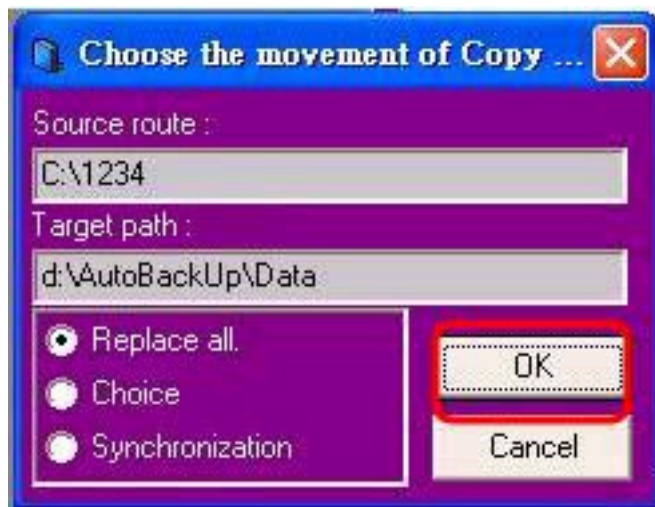 Choose the movement of Copy ...
Source route :
C:\1234
Target path :
d:\AutoBackUp\Data
Replace all.
Choice
Synchronization
OK
Cancel